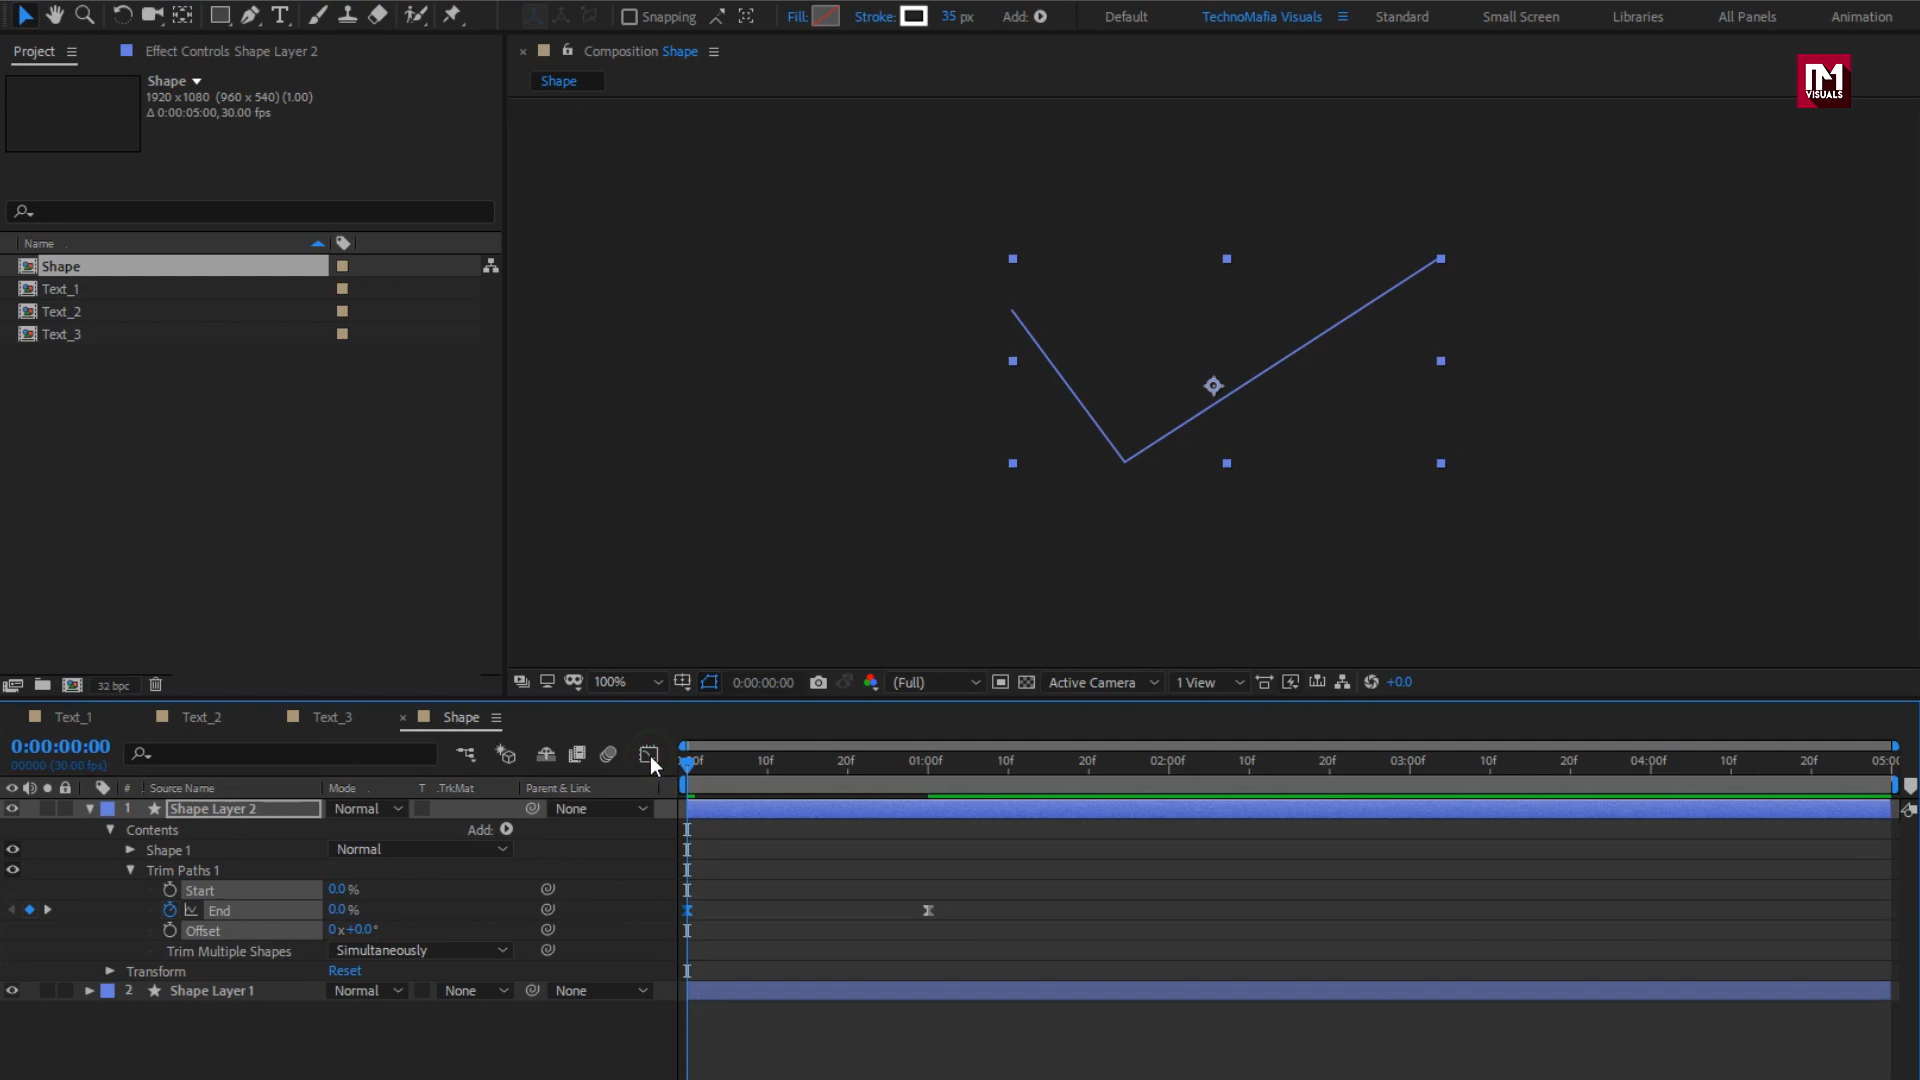 Snapping Fill: Stroke: 35 px Add: Default TechnoMafia Visuals Standard Small Screen Libraries All Panels Animation
Project Effect Controls Shape Layer 2
Composition Shape
Shape
1920 x1080 (960 x 540) (1.00)
Δ 0:00:05:00, 30.00 fps
Shape
VISUALS
Name
Shape
Text_1
Text_2
Text_3
32 bpc
100% 0:00:00:00 (Full) Active Camera 1 View +0.0
Text_1 Text_2 Text_3 Shape
0:00:00:00
00000 (30.00 fps)
10f 20f 01:00f 10f 20f 02:00f 10f 20f 03:00f 10f 20f 04:00f 10f 20f
# Source Name Mode T .TrkMat Parent & Link
1 Shape Layer 2 Normal None
Contents Add:
Shape 1 Normal
Trim Paths 1
Start 0.0 %
End 0.0 %
Offset 0 x+0.0 °
Trim Multiple Shapes Simultaneously
Transform Reset
2 Shape Layer 1 Normal None None